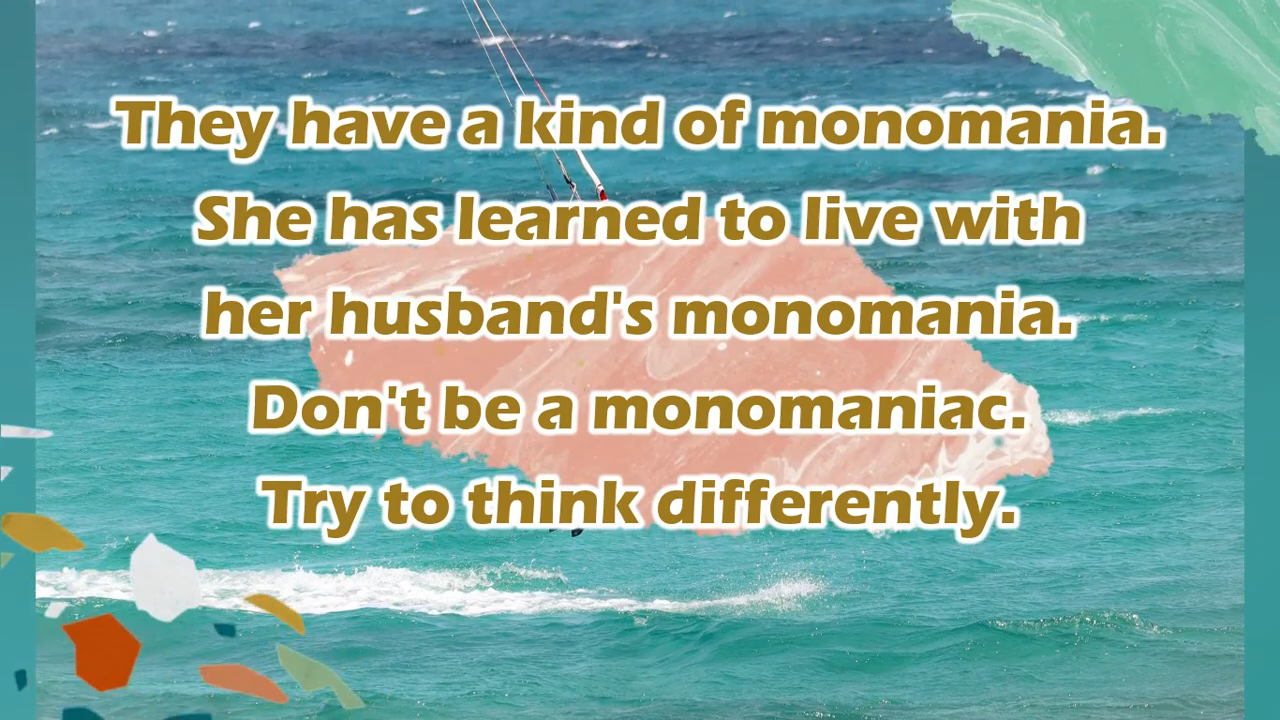 They have a kind of monomania.
She has learned to live with
her husband's monomania.
Don't be a monomaniac.
Try to think differently.